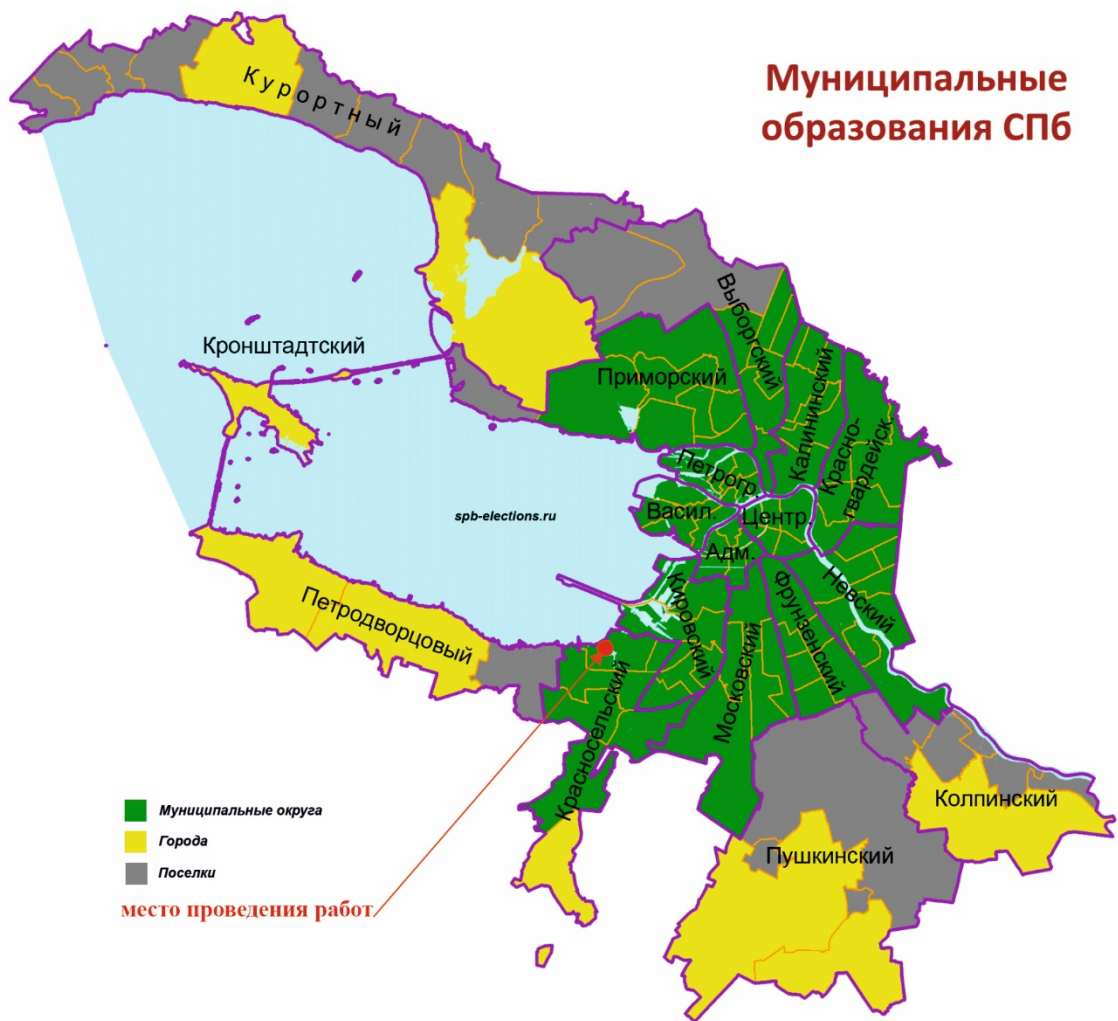 Муниципальные
образования СПб
Курортный
Выборгский
Кронштадтский
Приморский
Калининский
Красно-
гвардейск.
Петрогр.
Васил.
Центр.
spb-elections.ru
Адм.
Невский
Кировский
Фрунзенский
Петродворцовый
Московский
Красносельский
Колпинский
Пушкинский
Муниципальные округа
Города
Поселки
место проведения работ